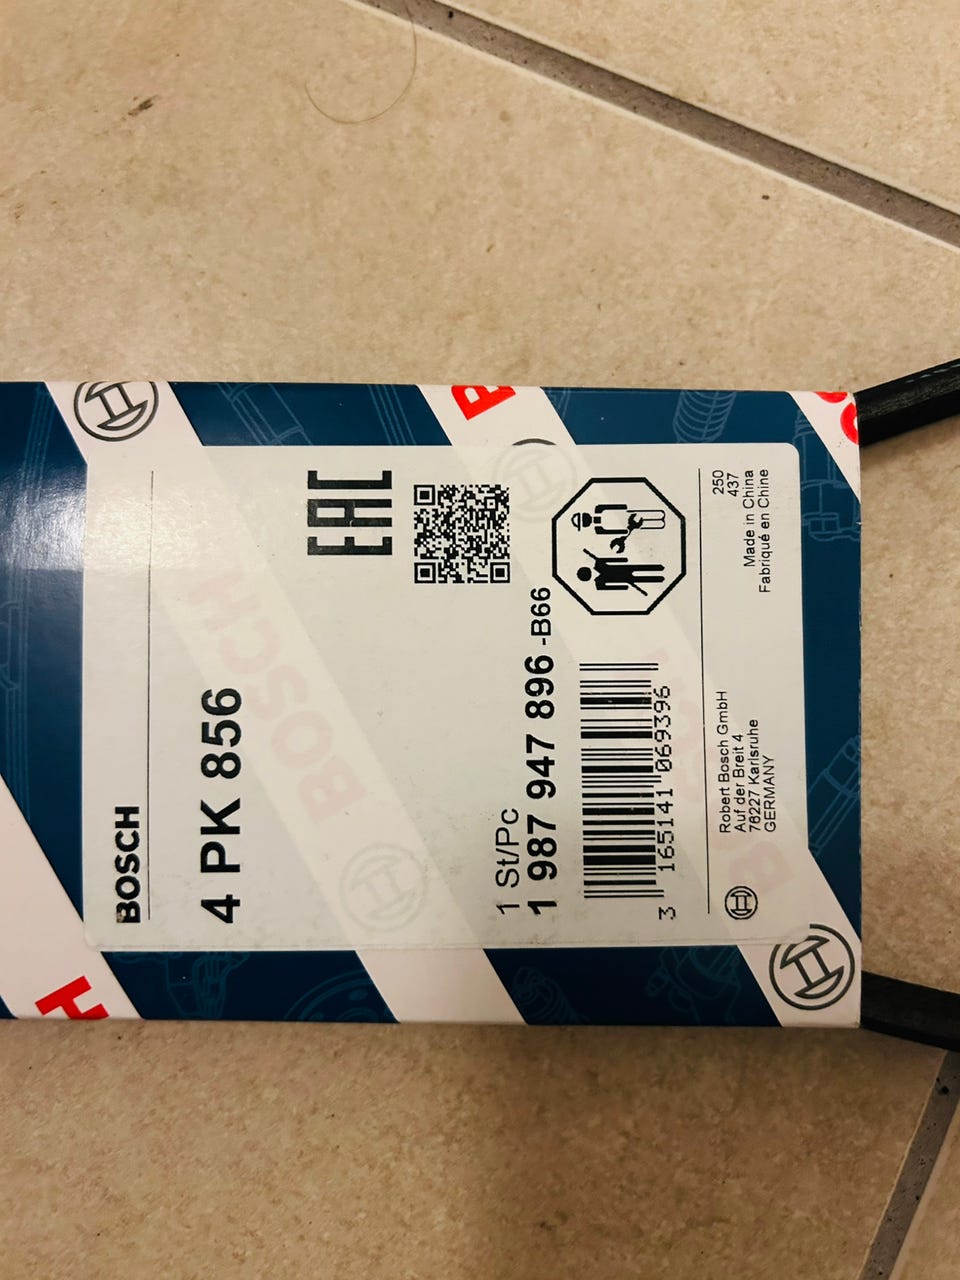 BOSCH
4 PK 856
EAC
1 St/Pc
1 987 947 896 -B66
3 165141 069396
250
437
Made in China
Fabriqué en Chine
Robert Bosch GmbH
Auf der Breit 4
76227 Karlsruhe
GERMANY
BOSCH
BOSCH
H
B